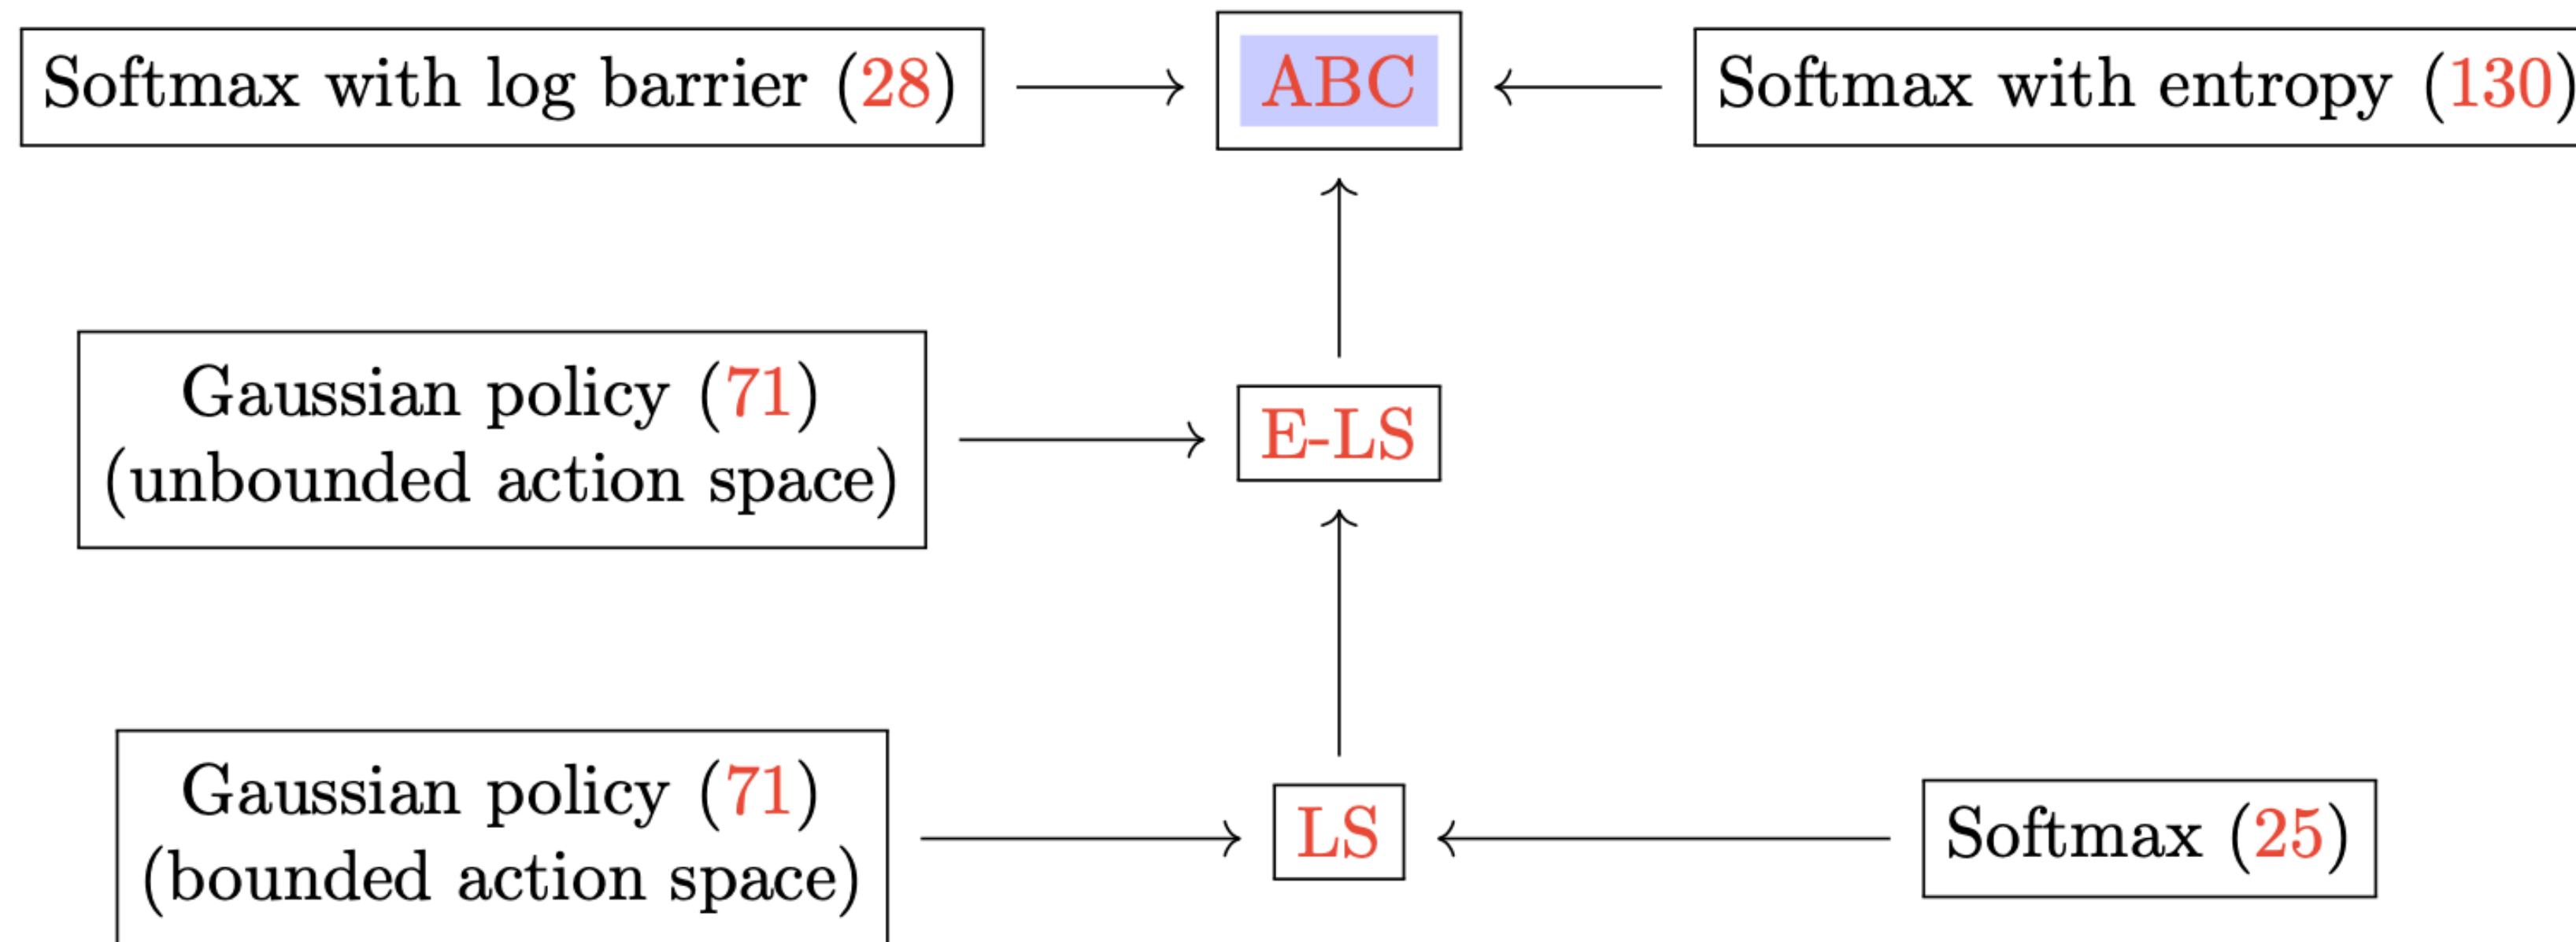 Softmax with log barrier (28)
ABC
Softmax with entropy (130)
Gaussian policy (71)
(unbounded action space)
E-LS
Gaussian policy (71)
(bounded action space)
LS
Softmax (25)